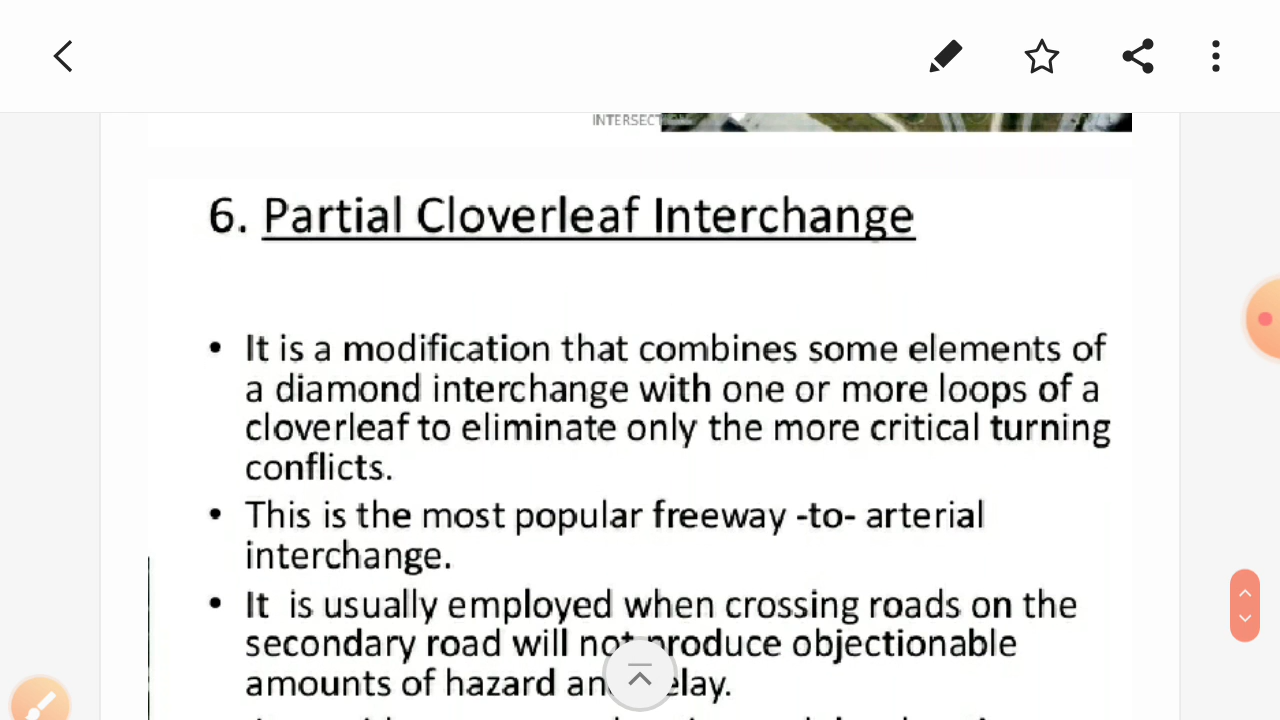 INTERSECT
6. Partial Cloverleaf Interchange
• It is a modification that combines some elements of
a diamond interchange with one or more loops of a
cloverleaf to eliminate only the more critical turning
conflicts.
• This is the most popular freeway -to- arterial
interchange.
• It is usually employed when crossing roads on the
secondary road will not produce objectionable
amounts of hazard and delay.